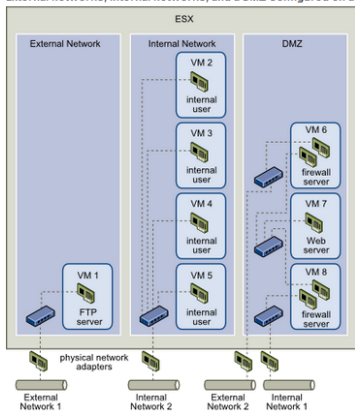 External Networks, Internal Networks, and a DMZ Configured on a
ESX
External Network
Internal Network
DMZ
VM 2
internal
user
VM 3
internal
user
VM 4
internal
user
VM 5
internal
user
VM 6
firewall
server
VM 7
Web
server
VM 8
firewall
server
VM 1
FTP
server
physical network
adapters
External
Network 1
Internal
Network 2
External
Network 2
Internal
Network 1